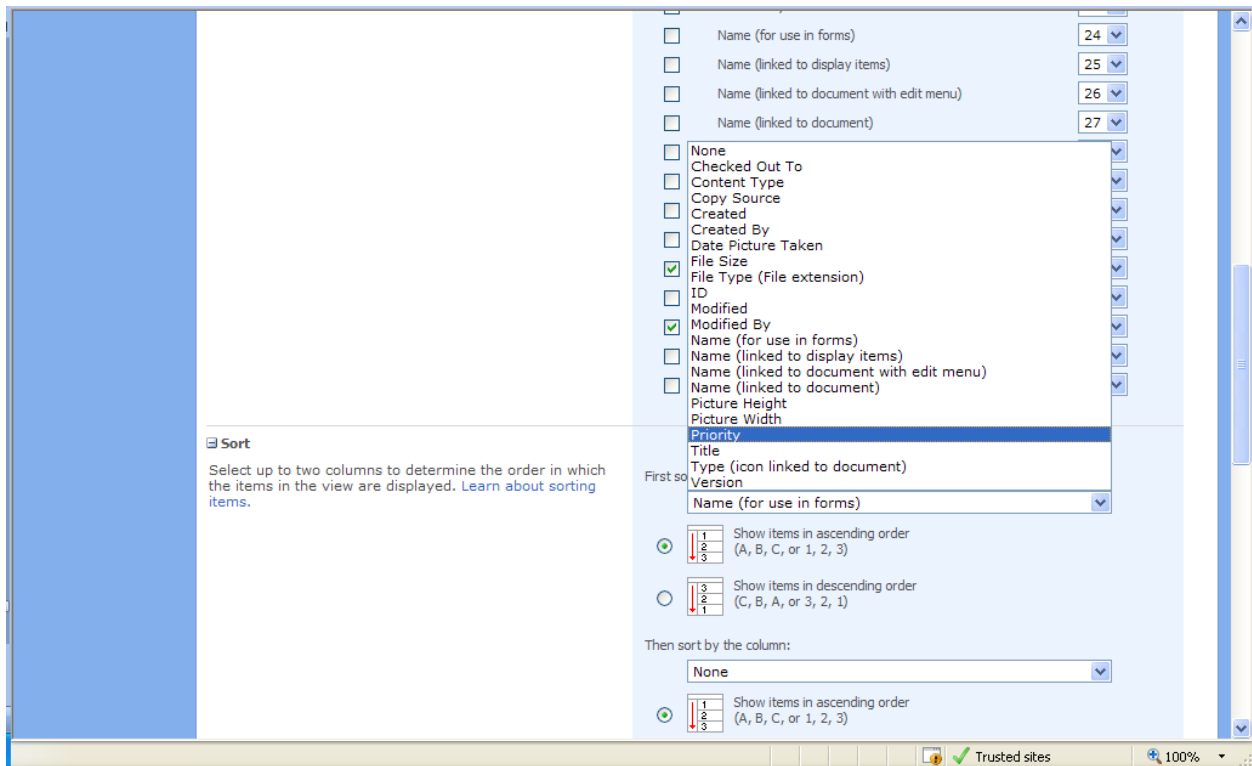 Name (for use in forms) 24
Name (linked to display items) 25
Name (linked to document with edit menu) 26
Name (linked to document) 27
None
Checked Out To
Content Type
Copy Source
Created
Created By
Date Picture Taken
File Size
File Type (File extension)
ID
Modified
Modified By
Name (for use in forms)
Name (linked to display items)
Name (linked to document with edit menu)
Name (linked to document)
Picture Height
Picture Width
Priority
Title
Type (icon linked to document)
Version
Sort
Select up to two columns to determine the order in which
the items in the view are displayed. Learn about sorting
items.
First so
Name (for use in forms)
1
2
3
Show items in ascending order
(A, B, C, or 1, 2, 3)
3
2
1
Show items in descending order
(C, B, A, or 3, 2, 1)
Then sort by the column:
None
1
2
3
Show items in ascending order
(A, B, C, or 1, 2, 3)
Trusted sites 100%